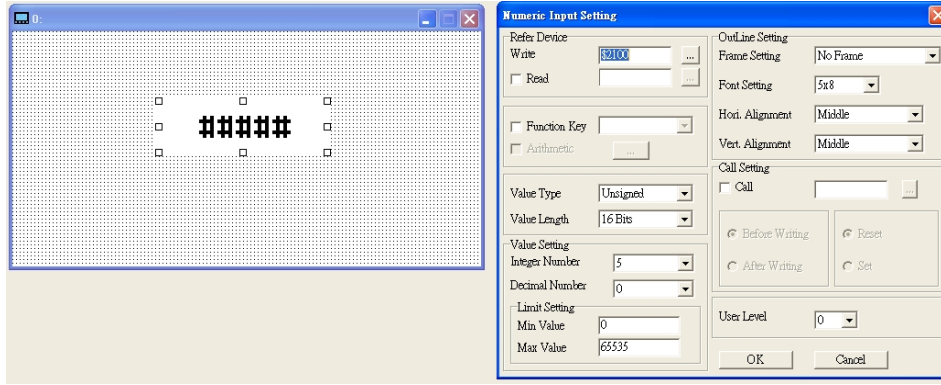 0:
#####
Numeric Input Setting
Refer Device
Write $2100 ...
Read ...
Function Key
Arithmetic ...
Value Type Unsigned
Value Length 16 Bits
Value Setting
Integer Number 5
Decimal Number 0
Limit Setting
Min Value 0
Max Value 65535
OutLine Setting
Frame Setting No Frame
Font Setting 5x8
Hori. Alignment Middle
Vert. Alignment Middle
Call Setting
Call ...
Before Writing Reset
After Writing Set
User Level 0
OK Cancel